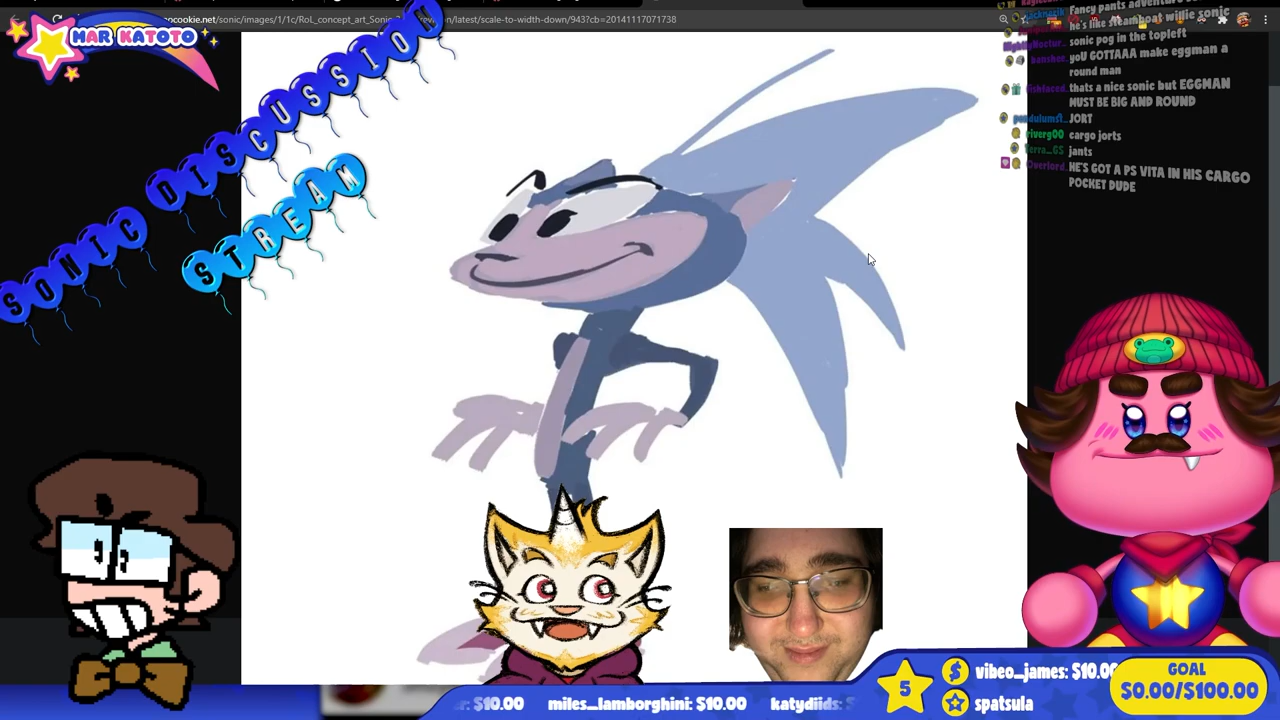 ocookie.net/sonic/images/1/1c/RoL_concept_art_Sonic
n/latest/scale-to-width-down/943?cb=20141117071738
MAR KATOTO
SONIC DISCUSSION
STREAM
Fancy pants adventure
he's like steamboat willie sonic
sonic pog in the topleft
yoU GOTTAAA make eggman a
round man
thats a nice sonic but EGGMAN
MUST BE BIG AND ROUND
JORT
riverg00 cargo jorts
Terra_GS jants
Overlord HE'S GOT A PS VITA IN HIS CARGO
POCKET DUDE
5
$ vibeo_james: $10.00
spatsula
GOAL
$0.00/$100.00
$10.00 miles_lamborghini: $10.00 katydiids: